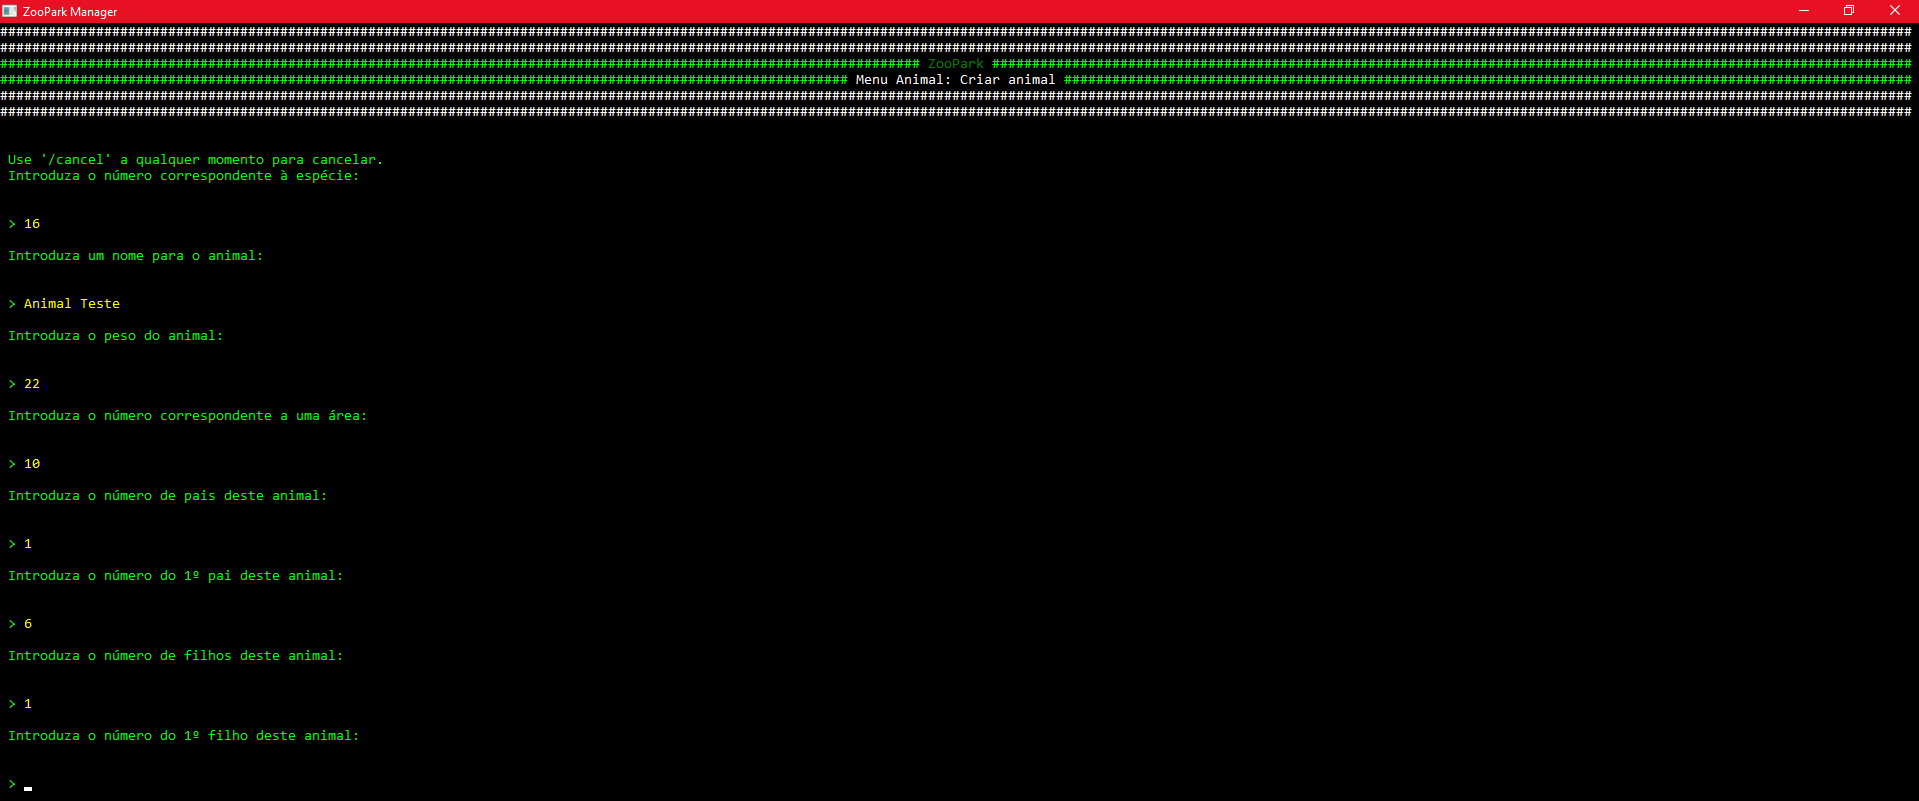 ZooPark Manager
ZooPark
Menu Animal: Criar animal
Use '/cancel' a qualquer momento para cancelar.
Introduza o número correspondente à espécie:
> 16
Introduza um nome para o animal:
> Animal Teste
Introduza o peso do animal:
> 22
Introduza o número correspondente a uma área:
> 10
Introduza o número de pais deste animal:
> 1
Introduza o número do 1º pai deste animal:
> 6
Introduza o número de filhos deste animal:
> 1
Introduza o número do 1º filho deste animal:
>